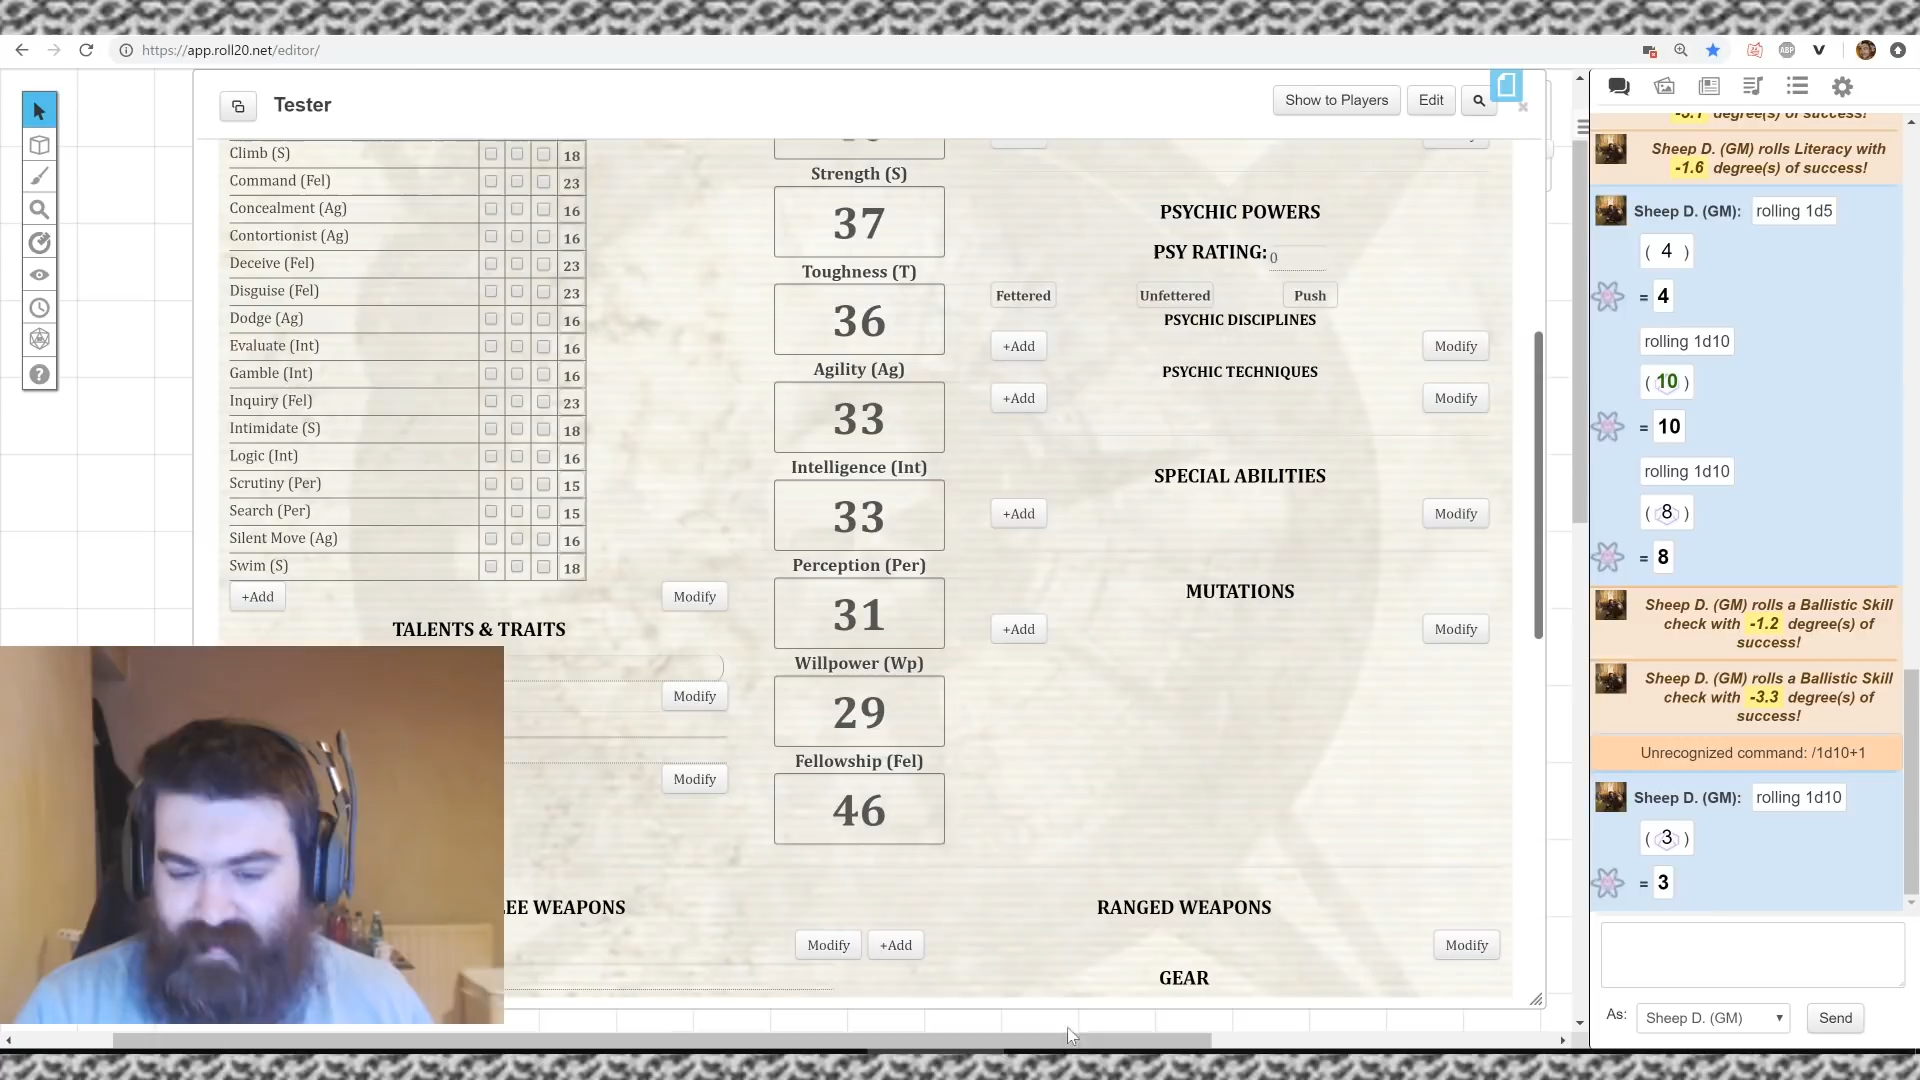 https://app.roll20.net/editor/
ABP
Tester
Show to Players
Edit
Climb (S) 18
Command (Fel) 23
Concealment (Ag) 16
Contortionist (Ag) 16
Deceive (Fel) 23
Disguise (Fel) 23
Dodge (Ag) 16
Evaluate (Int) 16
Gamble (Int) 16
Inquiry (Fel) 23
Intimidate (S) 18
Logic (Int) 16
Scrutiny (Per) 15
Search (Per) 15
Silent Move (Ag) 16
Swim (S) 18
+Add
Modify
TALENTS & TRAITS
Modify
Modify
Strength (S)
37
Toughness (T)
36
Agility (Ag)
33
Intelligence (Int)
33
Perception (Per)
31
Willpower (Wp)
29
Fellowship (Fel)
46
PSYCHIC POWERS
PSY RATING: 0
Fettered
Unfettered
Push
PSYCHIC DISCIPLINES
+Add
Modify
PSYCHIC TECHNIQUES
+Add
Modify
SPECIAL ABILITIES
+Add
Modify
MUTATIONS
+Add
Modify
LEE WEAPONS
Modify
+Add
RANGED WEAPONS
Modify
GEAR
degree(s) of success!
Sheep D. (GM) rolls Literacy with
-1.6 degree(s) of success!
Sheep D. (GM): rolling 1d5
( 4 )
= 4
rolling 1d10
( 10 )
= 10
rolling 1d10
( 8 )
= 8
Sheep D. (GM) rolls a Ballistic Skill
check with -1.2 degree(s) of
success!
Sheep D. (GM) rolls a Ballistic Skill
check with -3.3 degree(s) of
success!
Unrecognized command: /1d10+1
Sheep D. (GM): rolling 1d10
( 3 )
= 3
As: Sheep D. (GM)
Send